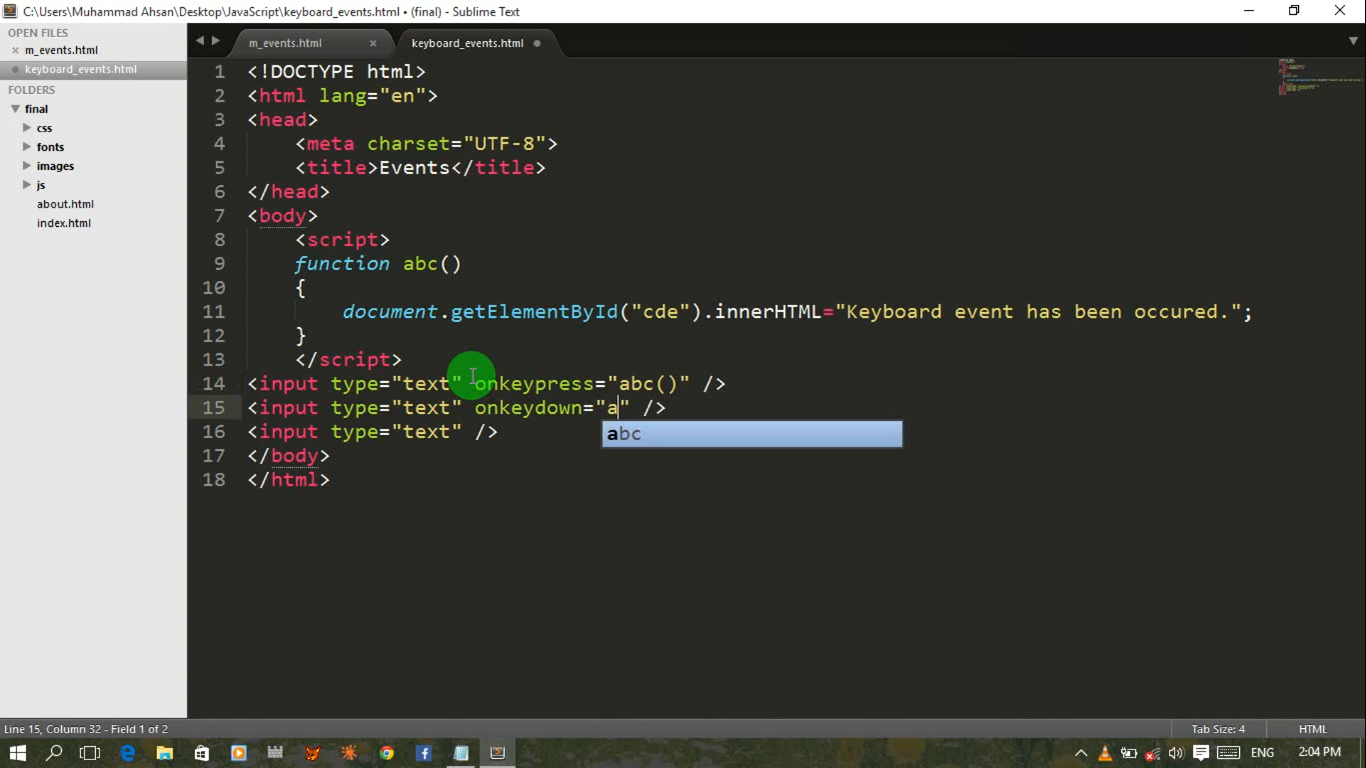 C:\Users\Muhammad Ahsan\Desktop\JavaScript\keyboard_events.html • (final) - Sublime Text
OPEN FILES
m_events.html
keyboard_events.html
FOLDERS
final
css
fonts
images
js
about.html
index.html
m_events.html ×
keyboard_events.html
1 <!DOCTYPE html>
2 <html lang="en">
3 <head>
4 <meta charset="UTF-8">
5 <title>Events</title>
6 </head>
7 <body>
8 <script>
9 function abc()
10 {
11 document.getElementById("cde").innerHTML="Keyboard event has been occured.";
12 }
13 </script>
14 <input type="text" onkeypress="abc()" />
15 <input type="text" onkeydown="a" />
16 <input type="text" />
17 </body>
18 </html>
abc
Line 15, Column 32 - Field 1 of 2
Tab Size: 4
HTML
ENG
2:04 PM